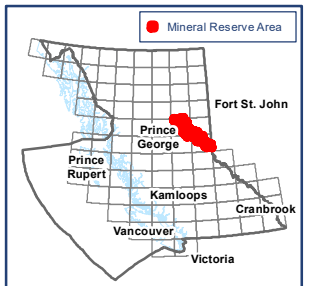 Mineral Reserve Area
Fort St. John
Prince
George
Prince
Rupert
Kamloops
Cranbrook
Vancouver
Victoria